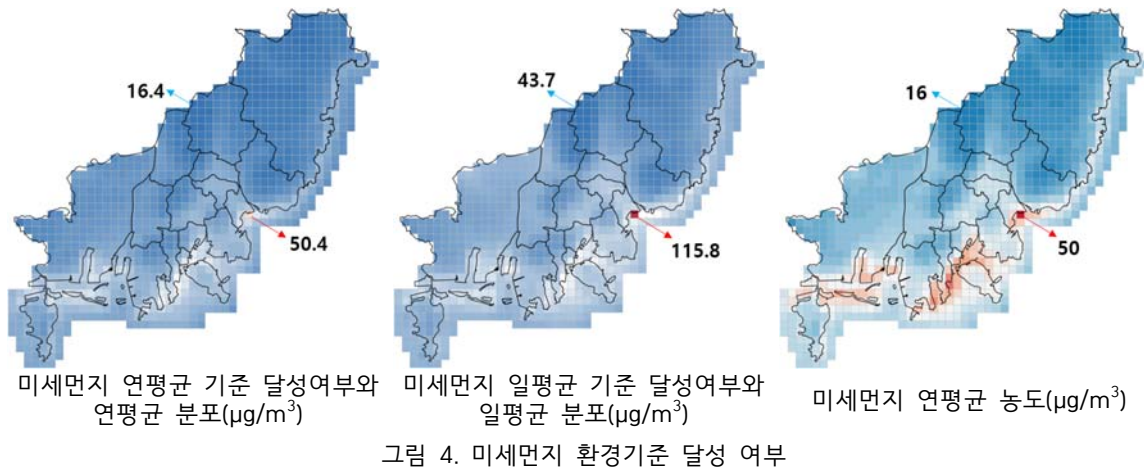 16.4
50.4
43.7
115.8
16
50
미세먼지 연평균 기준 달성여부와
연평균 분포(μg/m³)
미세먼지 일평균 기준 달성여부와
일평균 분포(μg/m³)
미세먼지 연평균 농도(μg/m³)
그림 4. 미세먼지 환경기준 달성 여부